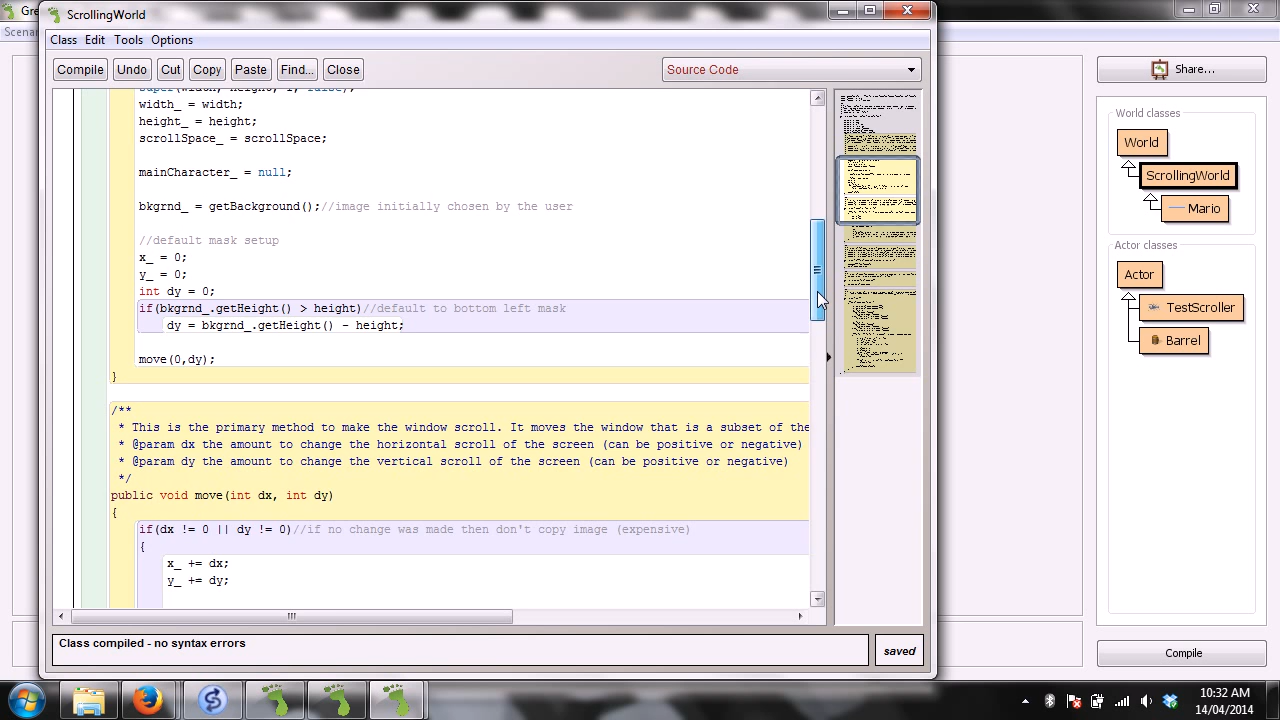 Gre
ScrollingWorld
Scenar
Class Edit Tools Options
Compile Undo Cut Copy Paste Find... Close
Source Code
super(width, height, 1, false);
width_ = width;
height_ = height;
scrollSpace_ = scrollSpace;
mainCharacter_ = null;
bkgrnd_ = getBackground();//image initially chosen by the user
//default mask setup
x_ = 0;
y_ = 0;
int dy = 0;
if(bkgrnd_.getHeight() > height)//default to bottom left mask
dy = bkgrnd_.getHeight() - height;
move(0,dy);
}
/**
* This is the primary method to make the window scroll. It moves the window that is a subset of the
* @param dx the amount to change the horizontal scroll of the screen (can be positive or negative)
* @param dy the amount to change the vertical scroll of the screen (can be positive or negative)
*/
public void move(int dx, int dy)
{
if(dx != 0 || dy != 0)//if no change was made then don't copy image (expensive)
{
x_ += dx;
y_ += dy;
Class compiled - no syntax errors
saved
Share...
World classes
World
ScrollingWorld
Mario
Actor classes
Actor
TestScroller
Barrel
Compile
10:32 AM
14/04/2014